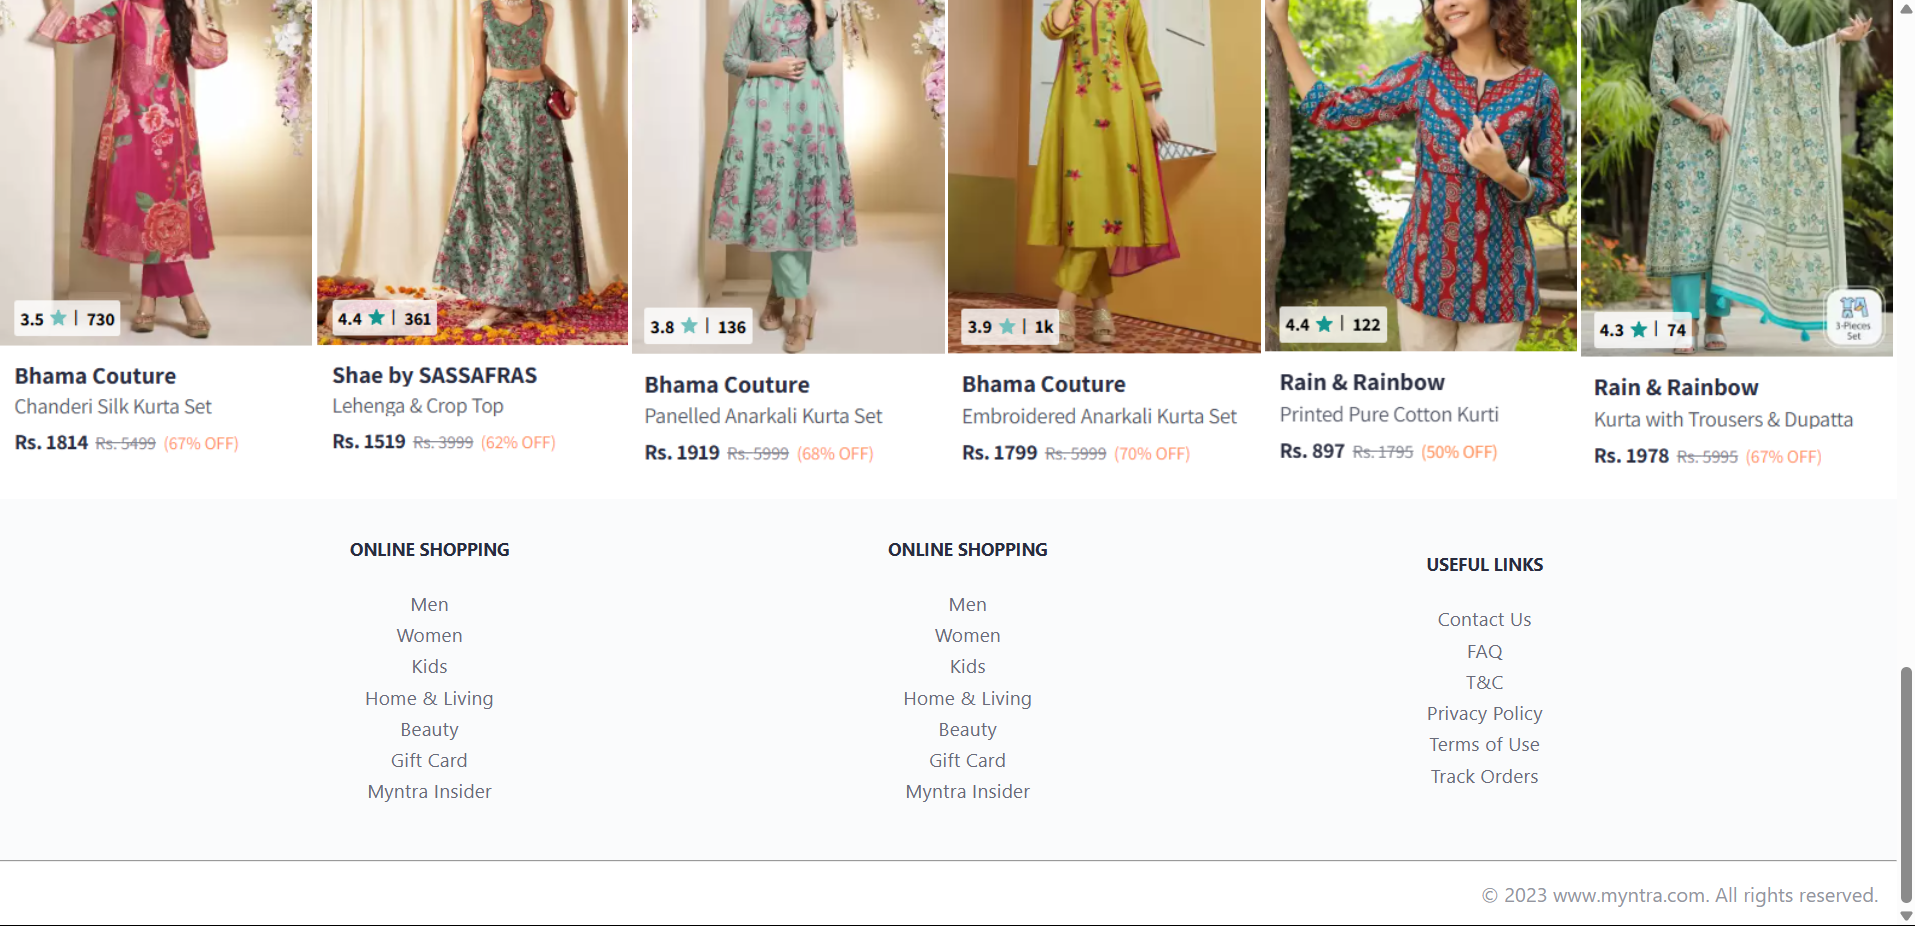 3.5 ★ | 730
Bhama Couture
Chanderi Silk Kurta Set
Rs. 1814 Rs. 5499 (67% OFF)
4.4 ★ | 361
Shae by SASSAFRAS
Lehenga & Crop Top
Rs. 1519 Rs. 3999 (62% OFF)
3.8 ★ | 136
Bhama Couture
Panelled Anarkali Kurta Set
Rs. 1919 Rs. 5999 (68% OFF)
3.9 ★ | 1k
Bhama Couture
Embroidered Anarkali Kurta Set
Rs. 1799 Rs. 5999 (70% OFF)
4.4 ★ | 122
Rain & Rainbow
Printed Pure Cotton Kurti
Rs. 897 Rs. 1795 (50% OFF)
4.3 ★ | 74
3-Pieces
Set
Rain & Rainbow
Kurta with Trousers & Dupatta
Rs. 1978 Rs. 5995 (67% OFF)
ONLINE SHOPPING
Men
Women
Kids
Home & Living
Beauty
Gift Card
Myntra Insider
ONLINE SHOPPING
Men
Women
Kids
Home & Living
Beauty
Gift Card
Myntra Insider
USEFUL LINKS
Contact Us
FAQ
T&C
Privacy Policy
Terms of Use
Track Orders
© 2023 www.myntra.com. All rights reserved.